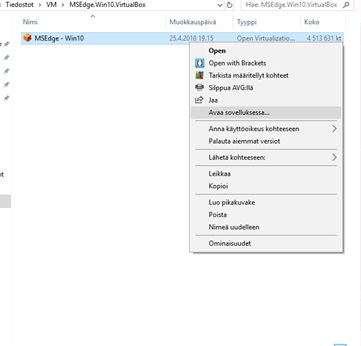 Tiedostot > VM > MSEdge.Win10.VirtualBox
Hae: MSEdge.Win10.VirtualBox
Nimi Muokkauspäivä Tyyppi Koko
MSEdge - Win10 25.4.2018 19.15 Open Virtualizatio... 4 513 631 kt
Open
Open with Brackets
Tarkista määritellyt kohteet
Silppua AVG:llä
Jaa
Avaa sovelluksessa...
Anna käyttöoikeus kohteeseen
Palauta aiemmat versiot
Lähetä kohteeseen:
Leikkaa
Kopioi
Luo pikakuvake
Poista
Nimeä uudelleen
Ominaisuudet